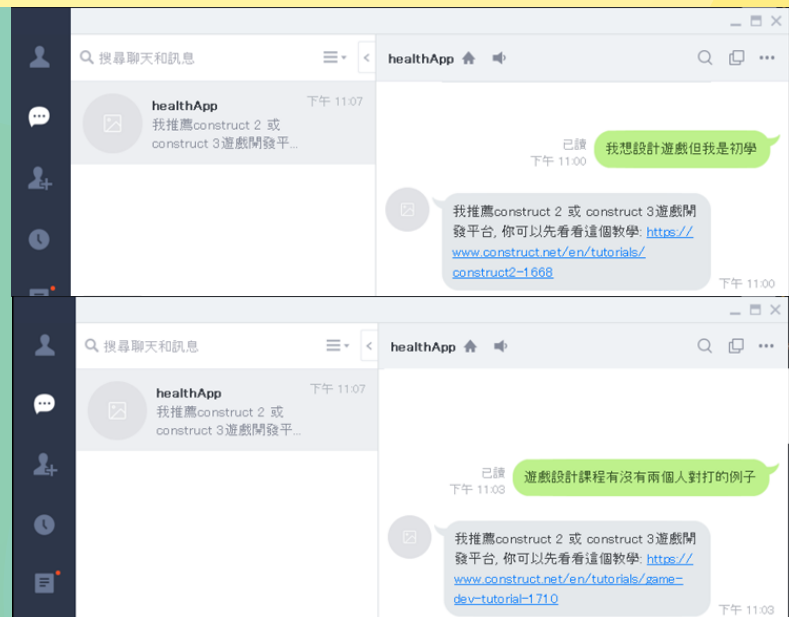 搜尋聊天和訊息
healthApp
healthApp
下午 11:07
我推薦construct 2 或
construct 3遊戲開發平...
已讀
下午 11:00
我想設計遊戲但我是初學
我推薦construct 2 或 construct 3遊戲開
發平台, 你可以先看看這個教學: https://
www.construct.net/en/tutorials/
construct2-1668
下午 11:00
搜尋聊天和訊息
healthApp
healthApp
下午 11:07
我推薦construct 2 或
construct 3遊戲開發平...
已讀
下午 11:03
遊戲設計課程有沒有兩個人對打的例子
我推薦construct 2 或 construct 3遊戲開
發平台, 你可以先看看這個教學: https://
www.construct.net/en/tutorials/game-
dev-tutorial-1710
下午 11:03